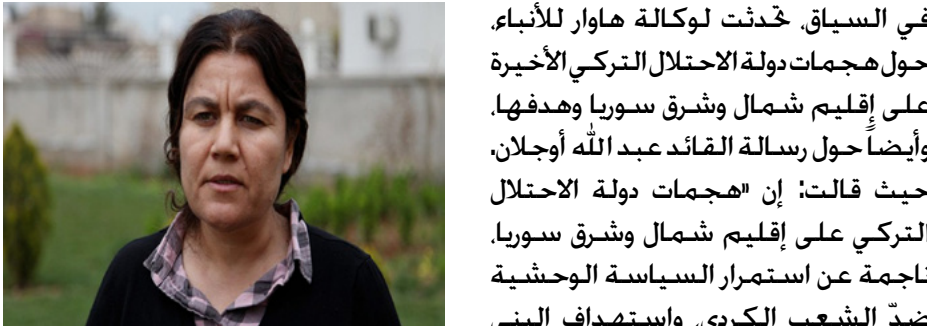 في السياق، تحدثت لوكالة هاوار للأنباء،
حول هجمات دولة الاحتلال التركي الأخيرة
على إقليم شمال وشرق سوريا وهدفها،
وأيضاً حول رسالة القائد عبد الله أوجلان،
حيث قالت: إن "هجمات دولة الاحتلال
التركي على إقليم شمال وشرق سوريا،
ناجمة عن استمرار السياسة الوحشية
ضدّ الشعب الكردي، واستهداف البنى